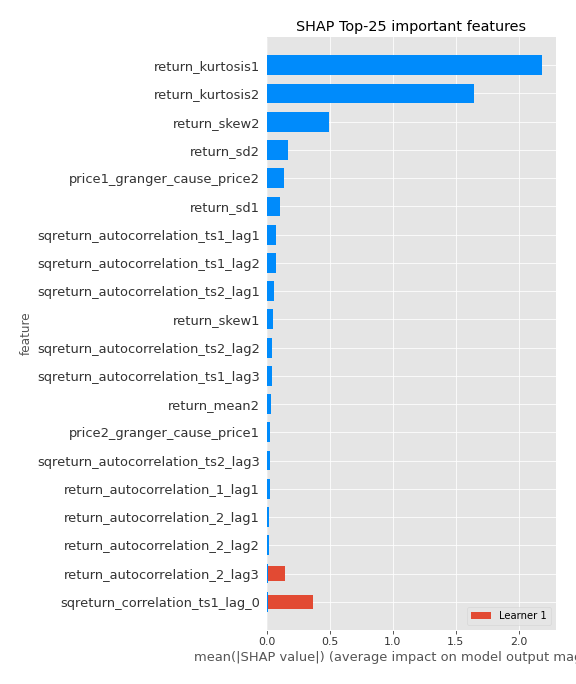 SHAP Top-25 important features
return_kurtosis1
return_kurtosis2
return_skew2
return_sd2
price1_granger_cause_price2
return_sd1
sqreturn_autocorrelation_ts1_lag1
sqreturn_autocorrelation_ts1_lag2
sqreturn_autocorrelation_ts2_lag1
return_skew1
sqreturn_autocorrelation_ts2_lag2
sqreturn_autocorrelation_ts1_lag3
return_mean2
price2_granger_cause_price1
sqreturn_autocorrelation_ts2_lag3
return_autocorrelation_1_lag1
return_autocorrelation_2_lag1
return_autocorrelation_2_lag2
return_autocorrelation_2_lag3
sqreturn_correlation_ts1_lag_0
feature
Learner 1
0.0 0.5 1.0 1.5 2.0
mean(|SHAP value|) (average impact on model output mag